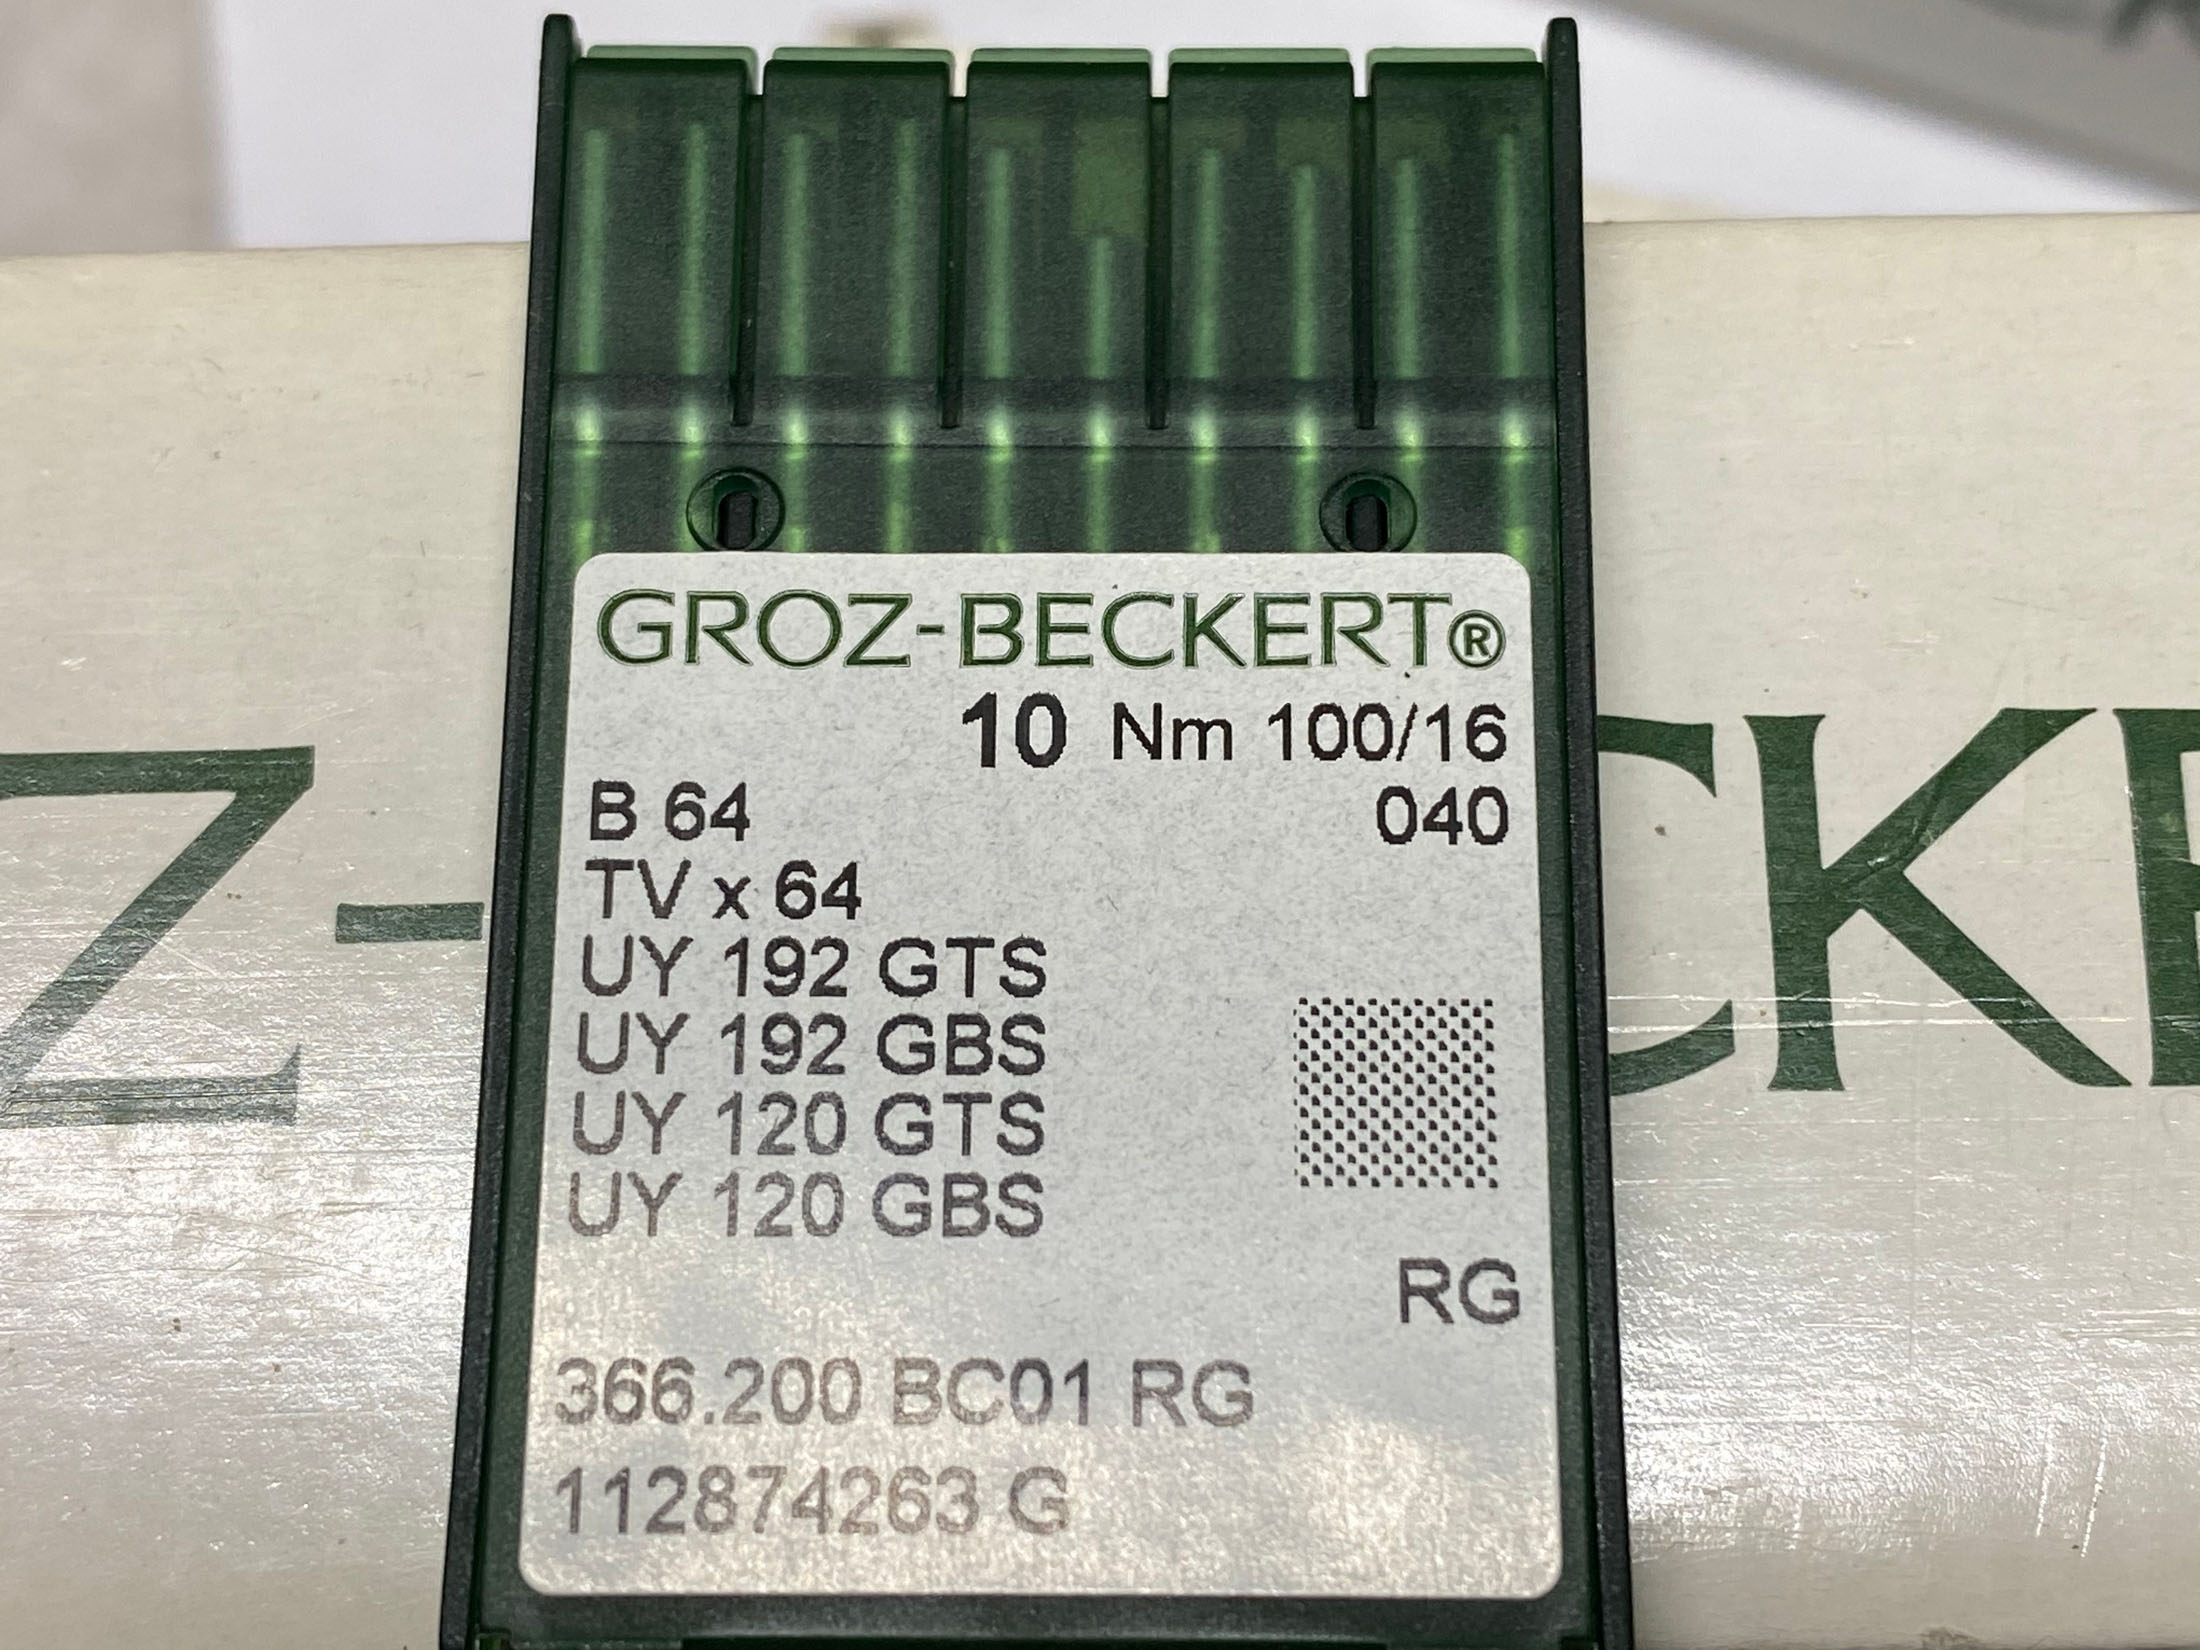 GROZ-BECKERT®
10 Nm 100/16
B 64 040
TV x 64
UY 192 GTS
UY 192 GBS
UY 120 GTS
UY 120 GBS
RG
366.200 BC01 RG
112874263 G
Z-
CKE